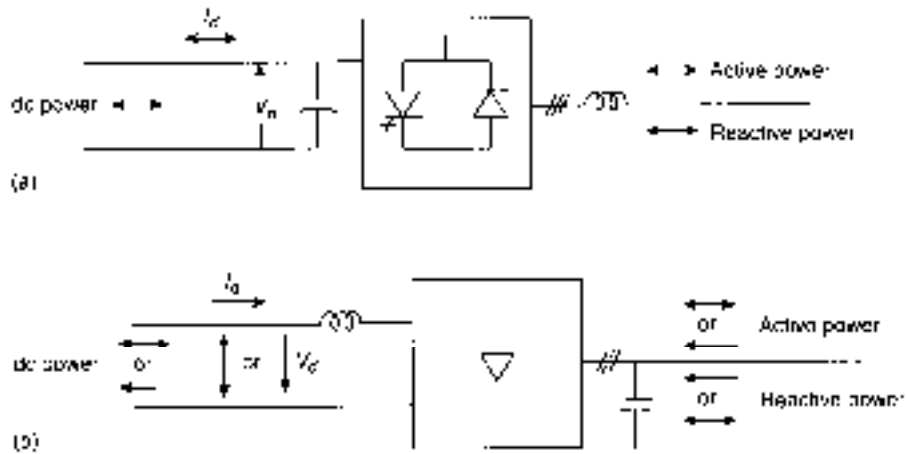 I_d
dc power
Active power
Reactive power
(a)
I_d
dc power
or
or
V_d
or
Active power
or
Reactive power
(b)